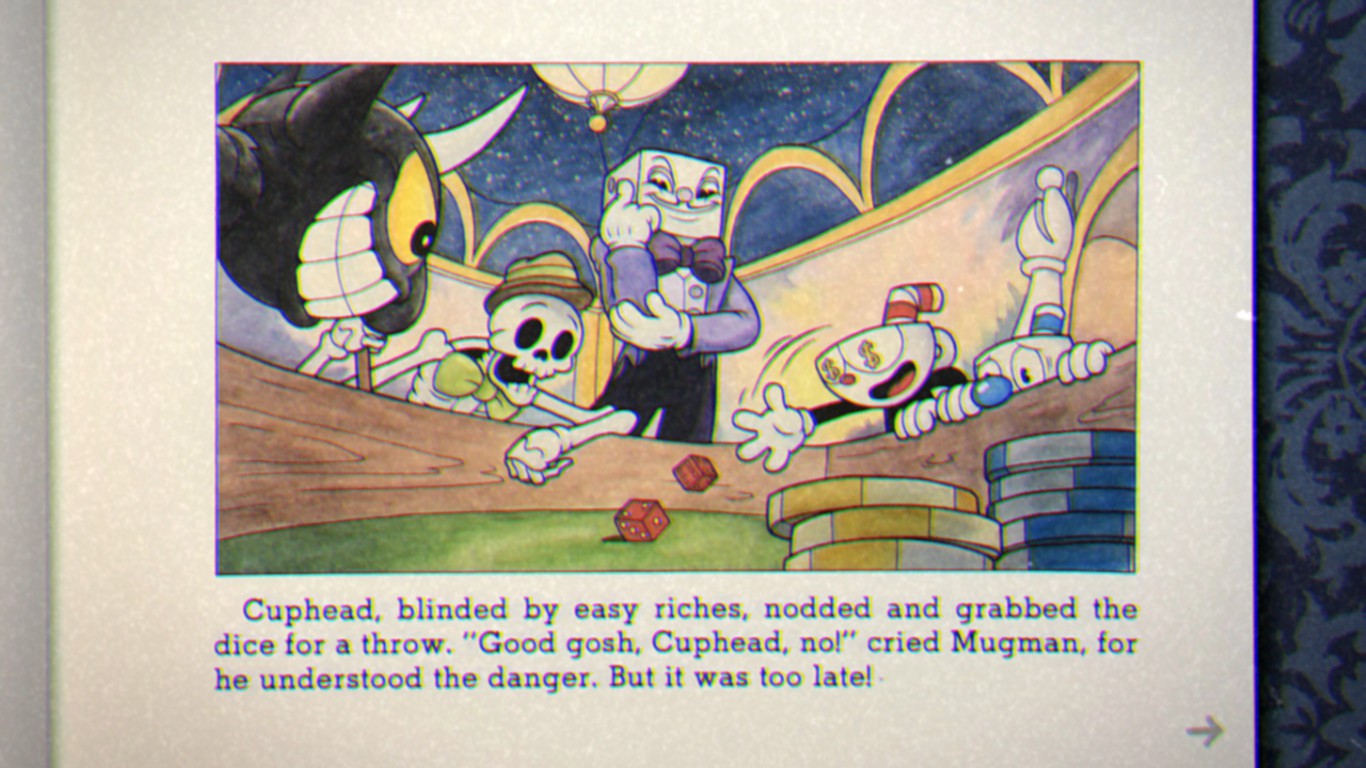 Cuphead, blinded by easy riches, nodded and grabbed the
dice for a throw. "Good gosh, Cuphead, no!" cried Mugman, for
he understood the danger. But it was too late!